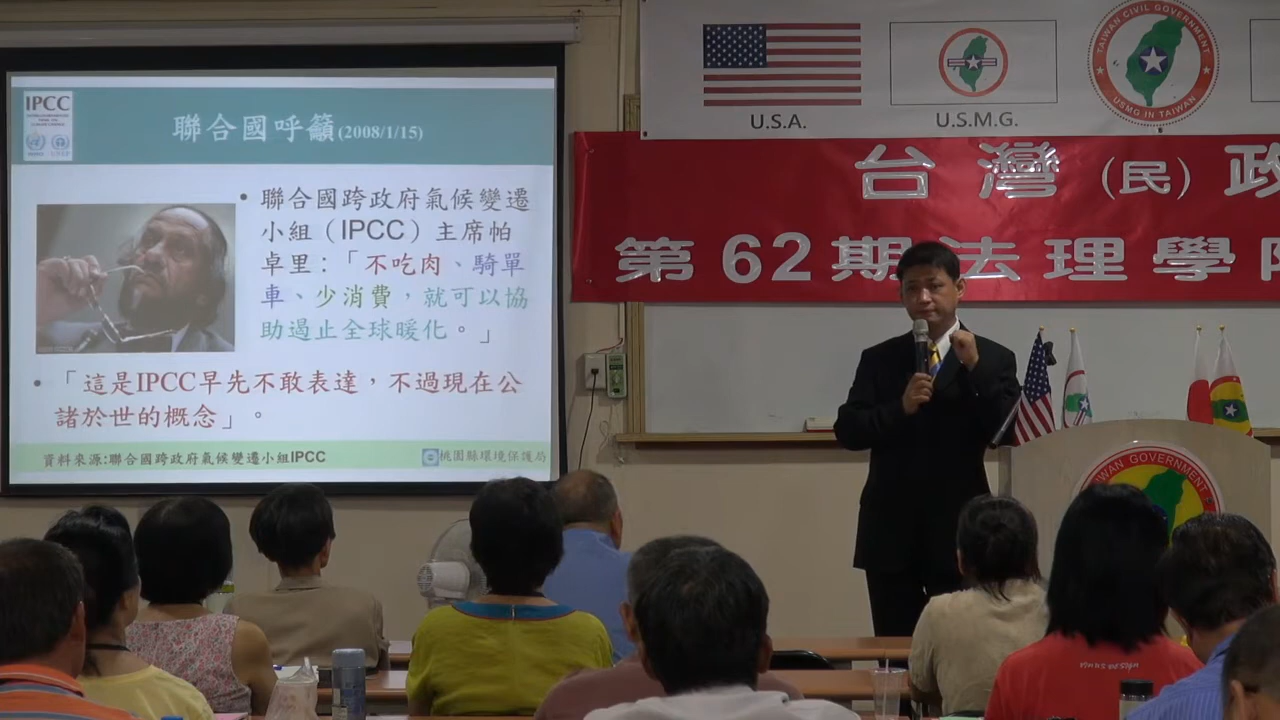 IPCC
聯合國呼籲(2008/1/15)
• 聯合國跨政府氣候變遷
小組（IPCC）主席帕
卓里：「不吃肉、騎單
車、少消費，就可以協
助遏止全球暖化。」
• 「這是IPCC早先不敢表達，不過現在公
諸於世的概念」。
資料來源:聯合國跨政府氣候變遷小組IPCC
桃園縣環境保護局
U.S.A.
U.S.M.G.
TAIWAN CIVIL GOVERNMENT
USMG IN TAIWAN
台灣(民)政
第62期法理學院
TAIWAN GOVERNMENT